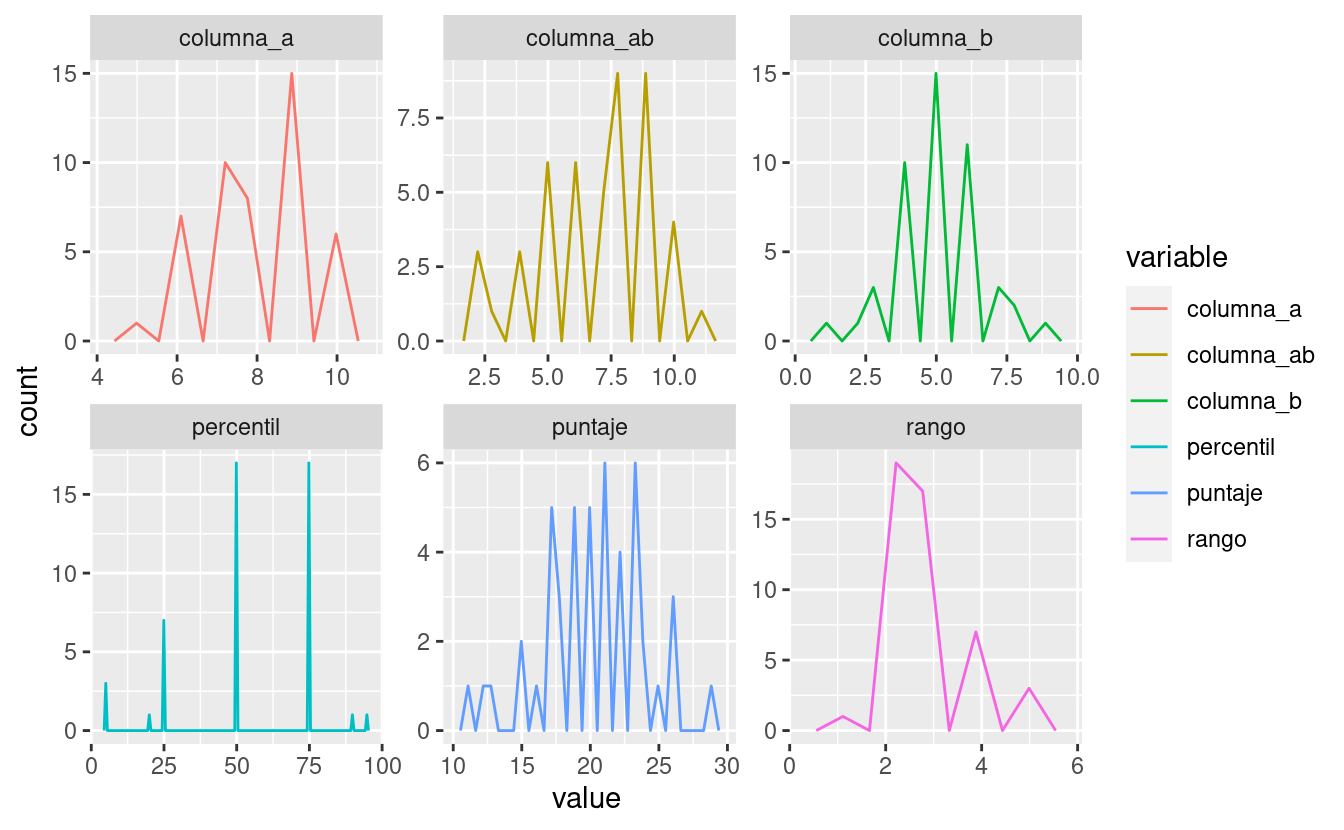 columna_a columna_ab columna_b
15
10
5
0
4 6 8 10
7.5
5.0
2.5
0.0
2.5 5.0 7.5 10.0
15
10
5
0
0.0 2.5 5.0 7.5 10.0
percentil puntaje rango
15
10
5
0
0 25 50 75 100
6
4
2
0
10 15 20 25 30
15
10
5
0
0 2 4 6
count
value
variable
columna_a
columna_ab
columna_b
percentil
puntaje
rango